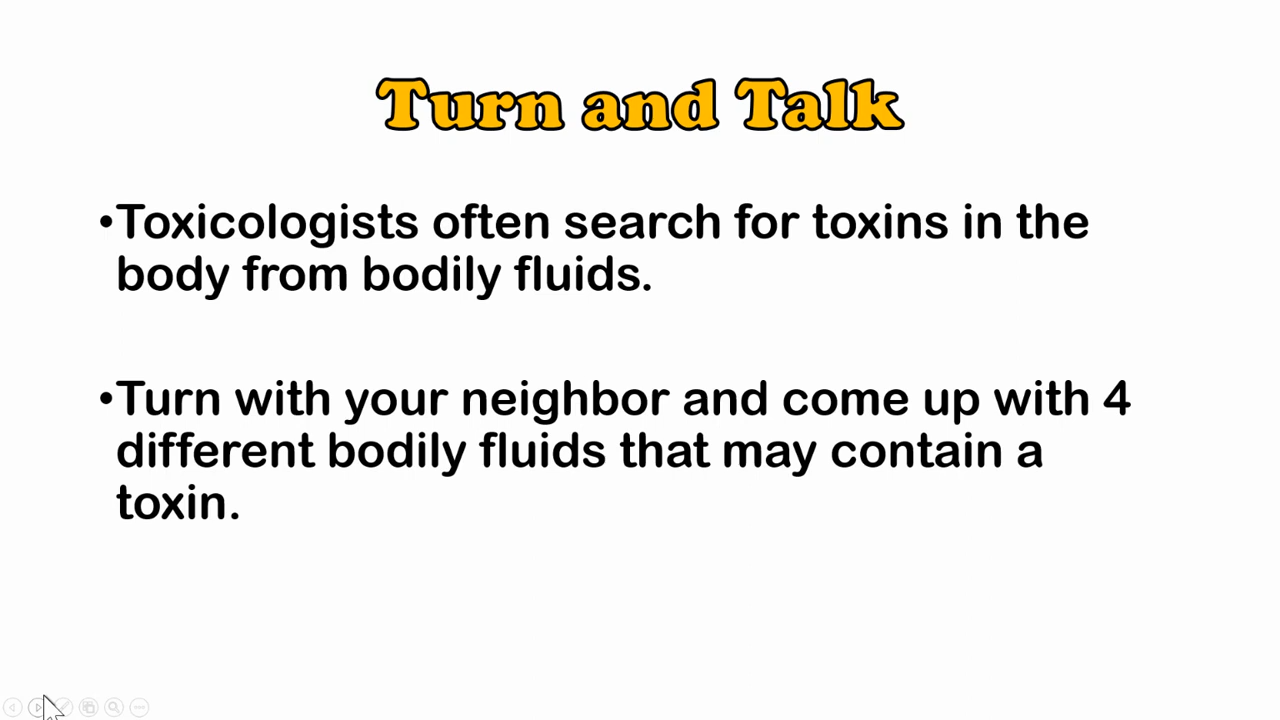 Turn and Talk
•Toxicologists often search for toxins in the
body from bodily fluids.
•Turn with your neighbor and come up with 4
different bodily fluids that may contain a
toxin.